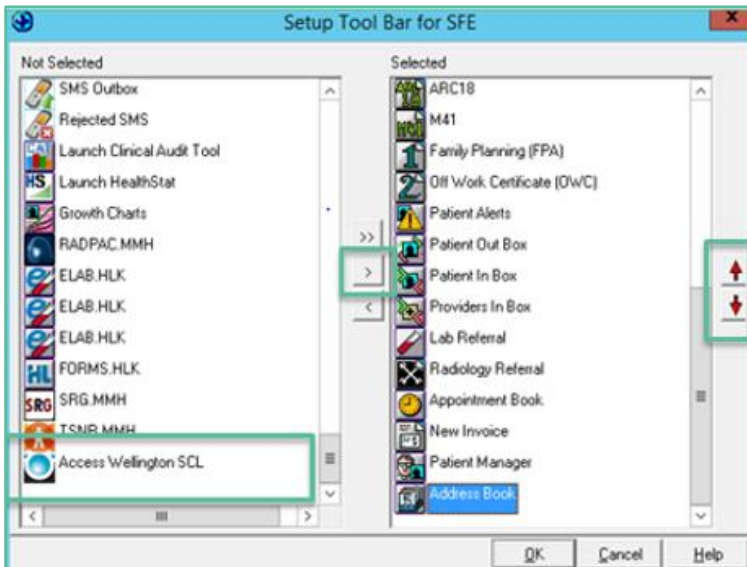 Setup Tool Bar for SFE
Not Selected
SMS Outbox
Rejected SMS
Launch Clinical Audit Tool
Launch HealthStat
Growth Charts
RADPAC.MMH
ELAB.HLK
ELAB.HLK
ELAB.HLK
FORMS.HLK
SRG.MMH
TSNB.MMH
Access Wellington SCL
>>
>
<
Selected
ARC18
M41
Family Planning (FPA)
Off Work Certificate (OWC)
Patient Alerts
Patient Out Box
Patient In Box
Providers In Box
Lab Referral
Radiology Referral
Appointment Book
New Invoice
Patient Manager
Address Book
OK
Cancel
Help